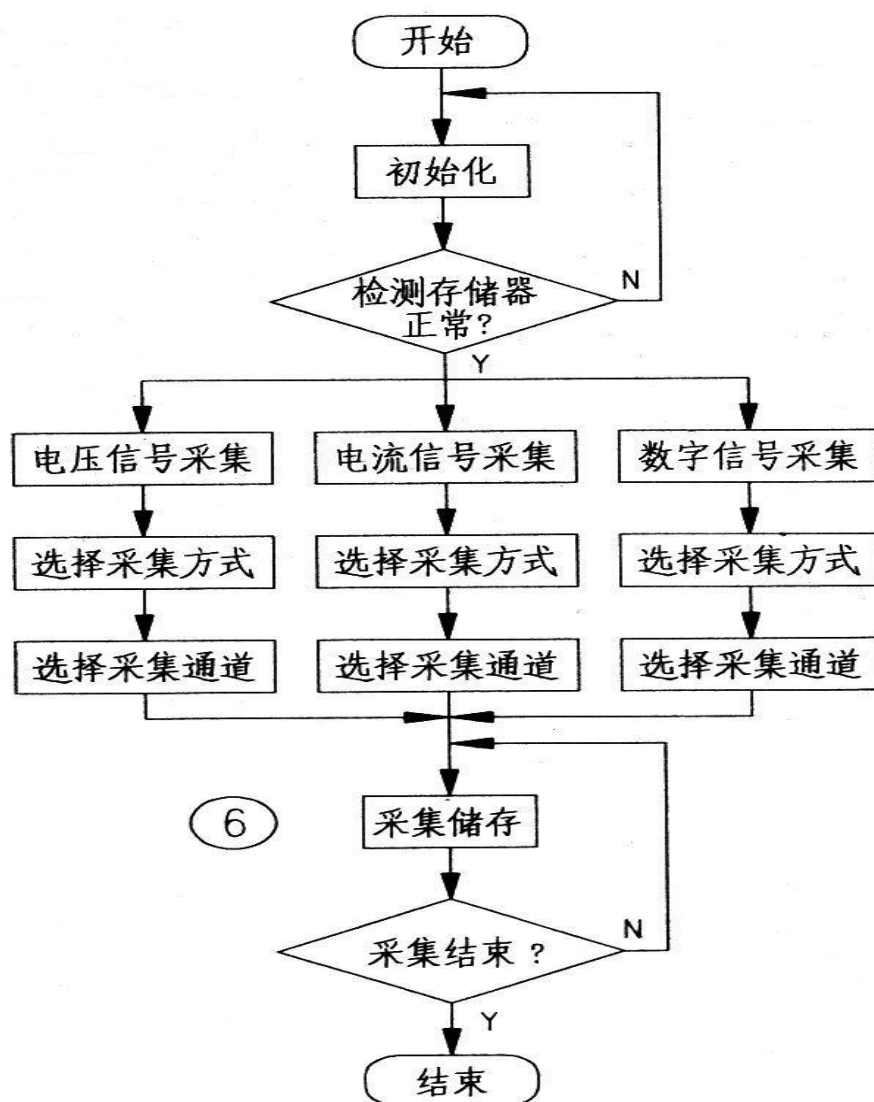 开始
初始化
检测存储器
正常?
N
Y
电压信号采集
电流信号采集
数字信号采集
选择采集方式
选择采集方式
选择采集方式
选择采集通道
选择采集通道
选择采集通道
6
采集储存
采集结束?
N
Y
结束